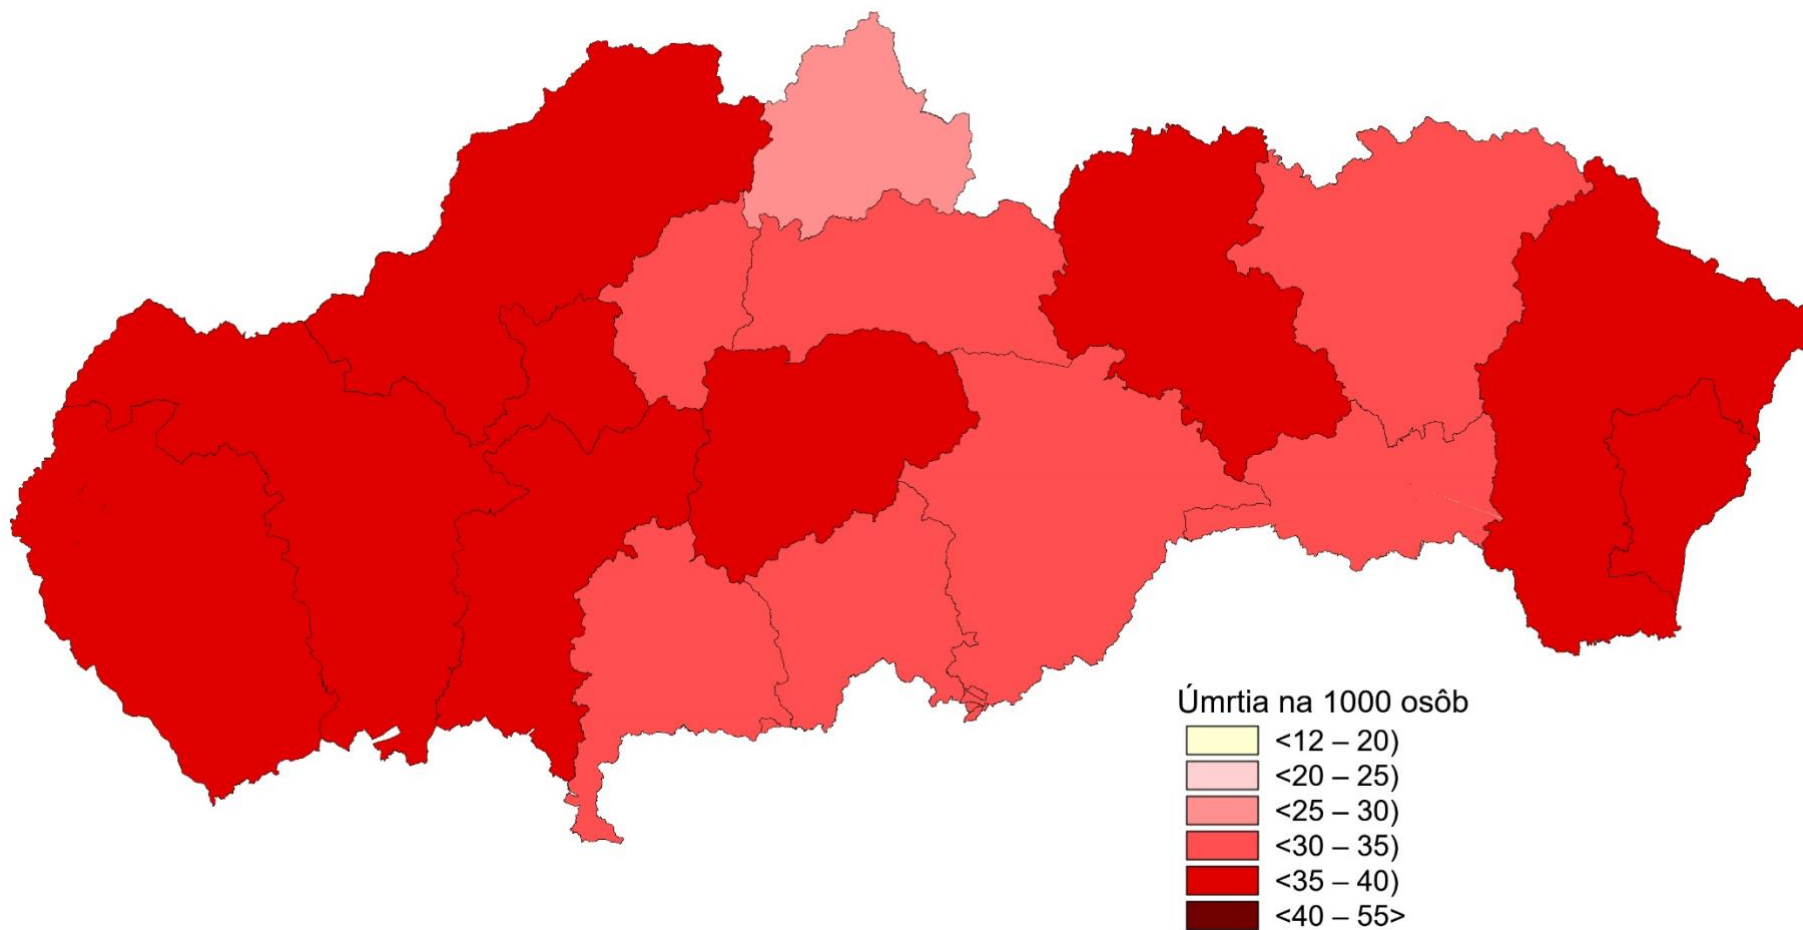 Úmrtia na 1000 osôb
<12 – 20)
<20 – 25)
<25 – 30)
<30 – 35)
<35 – 40)
<40 – 55>